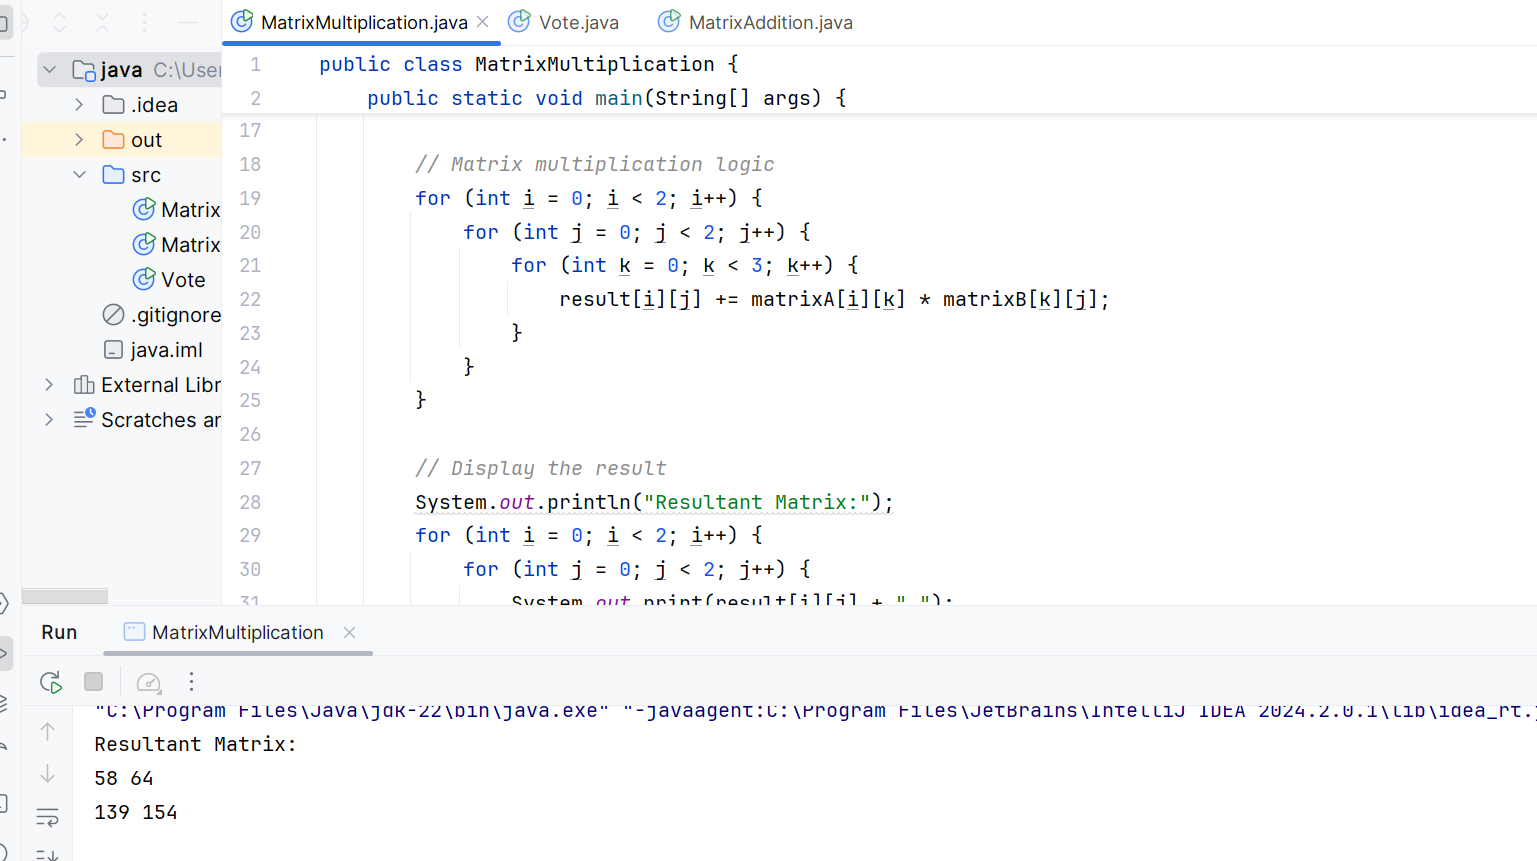 MatrixMultiplication.java
Vote.java
MatrixAddition.java
java C:\User
.idea
out
src
Matrix
Matrix
Vote
.gitignore
java.iml
External Libr
Scratches ar
1 public class MatrixMultiplication {
2 public static void main(String[] args) {
17
18 // Matrix multiplication logic
19 for (int i = 0; i < 2; i++) {
20 for (int j = 0; j < 2; j++) {
21 for (int k = 0; k < 3; k++) {
22 result[i][j] += matrixA[i][k] * matrixB[k][j];
23 }
24 }
25 }
26
27 // Display the result
28 System.out.println("Resultant Matrix:");
29 for (int i = 0; i < 2; i++) {
30 for (int j = 0; j < 2; j++) {
31 System.out.print(result[i][j] + " ");
Run MatrixMultiplication
"C:\Program Files\Java\jdk-22\bin\java.exe" "-javaagent:C:\Program Files\JetBrains\IntelliJ IDEA 2024.2.0.1\lib\idea_rt.j
Resultant Matrix:
58 64
139 154